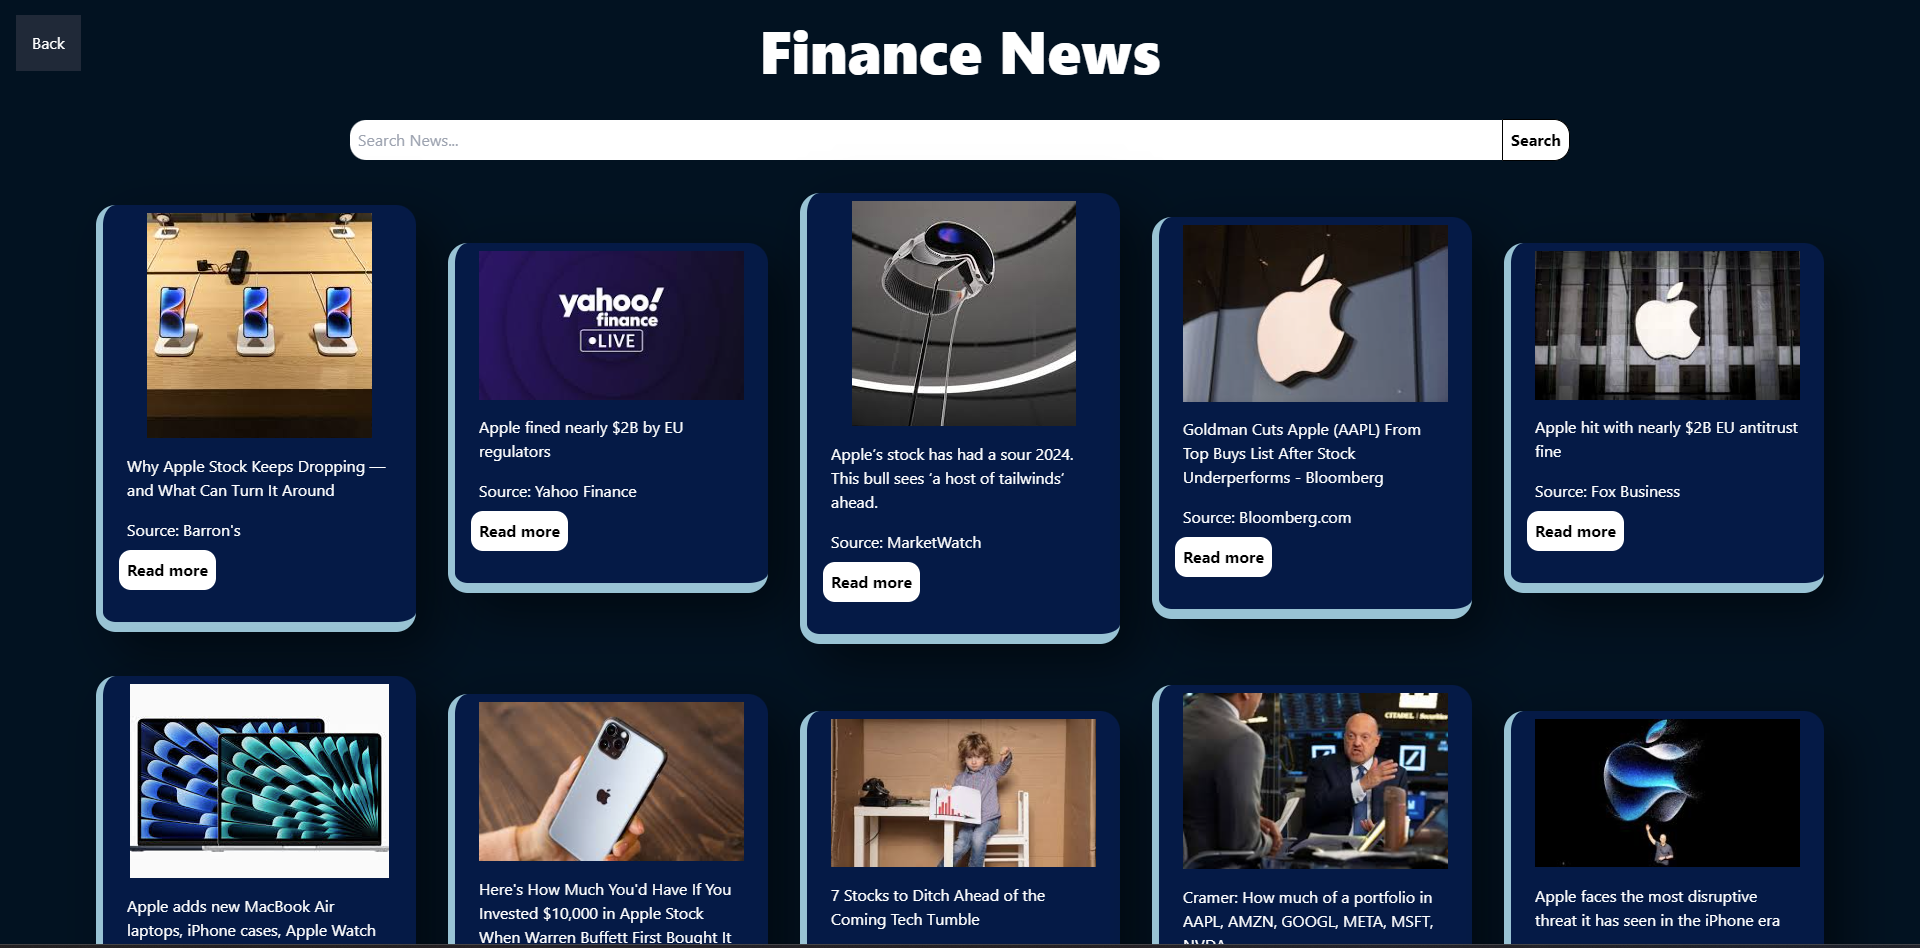 Back
Finance News
Search News...
Search
Why Apple Stock Keeps Dropping —
and What Can Turn It Around
Source: Barron's
Read more
yahoo!
finance
LIVE
Apple fined nearly $2B by EU
regulators
Source: Yahoo Finance
Read more
Apple’s stock has had a sour 2024.
This bull sees ‘a host of tailwinds’
ahead.
Source: MarketWatch
Read more
Goldman Cuts Apple (AAPL) From
Top Buys List After Stock
Underperforms - Bloomberg
Source: Bloomberg.com
Read more
Apple hit with nearly $2B EU antitrust
fine
Source: Fox Business
Read more
Apple adds new MacBook Air
laptops, iPhone cases, Apple Watch
Here's How Much You'd Have If You
Invested $10,000 in Apple Stock
When Warren Buffett First Bought It
7 Stocks to Ditch Ahead of the
Coming Tech Tumble
CITADEL Securities
Cramer: How much of a portfolio in
AAPL, AMZN, GOOGL, META, MSFT,
NVDA
Apple faces the most disruptive
threat it has seen in the iPhone era